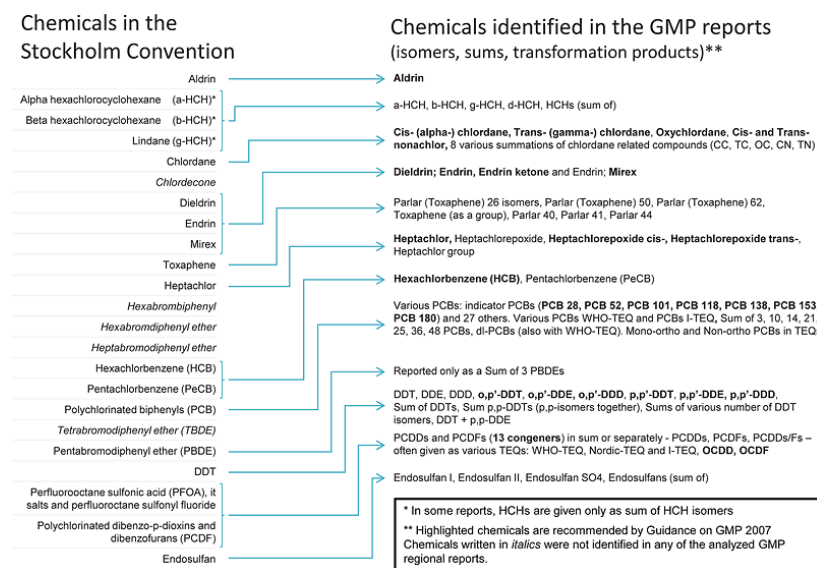 Chemicals in the
Stockholm Convention
Aldrin
Alpha hexachlorocyclohexane (a-HCH)*
Beta hexachlorocyclohexane (b-HCH)*
Lindane (g-HCH)*
Chlordane
Chlordecone
Dieldrin
Endrin
Mirex
Toxaphene
Heptachlor
Hexabrombiphenyl
Hexabromdiphenyl ether
Heptabromodiphenyl ether
Hexachlorbenzene (HCB)
Pentachlorbenzene (PeCB)
Polychlorinated biphenyls (PCB)
Tetrabromodiphenyl ether (TBDE)
Pentabromodiphenyl ether (PBDE)
DDT
Perfluorooctane sulfonic acid (PFOA), it
salts and perfluoroctane sulfonyl fluoride
Polychlorinated dibenzo-p-dioxins and
dibenzofurans (PCDF)
Endosulfan
Chemicals identified in the GMP reports
(isomers, sums, transformation products)**
Aldrin
a-HCH, b-HCH, g-HCH, d-HCH, HCHs (sum of)
Cis- (alpha-) chlordane, Trans- (gamma-) chlordane, Oxychlordane, Cis- and Trans-
nonachlor, 8 various summations of chlordane related compounds (CC, TC, OC, CN, TN)
Dieldrin; Endrin, Endrin ketone and Endrin; Mirex
Parlar (Toxaphene) 26 isomers, Parlar (Toxaphene) 50, Parlar (Toxaphene) 62,
Toxaphene (as a group), Parlar 40, Parlar 41, Parlar 44
Heptachlor, Heptachlorepoxide, Heptachlorepoxide cis-, Heptachlorepoxide trans-,
Heptachlor group
Hexachlorbenzene (HCB), Pentachlorbenzene (PeCB)
Various PCBs: indicator PCBs (PCB 28, PCB 52, PCB 101, PCB 118, PCB 138, PCB 153,
PCB 180) and 27 others. Various PCBs WHO-TEQ and PCBs I-TEQ, Sum of 3, 10, 14, 21,
25, 36, 48 PCBs, dl-PCBs (also with WHO-TEQ). Mono-ortho and Non-ortho PCBs in TEQs
Reported only as a Sum of 3 PBDEs
DDT, DDE, DDD, o,p'-DDT, o,p'-DDE, o,p'-DDD, p,p'-DDT, p,p'-DDE, p,p'-DDD,
Sum of DDTs, Sum p,p-DDTs (p,p-isomers together), Sums of various number of DDT
isomers, DDT + p,p-DDE
PCDDs and PCDFs (13 congeners) in sum or separately - PCDDs, PCDFs, PCDDs/Fs –
often given as various TEQs: WHO-TEQ, Nordic-TEQ and I-TEQ, OCDD, OCDF
Endosulfan I, Endosulfan II, Endosulfan SO4, Endosulfans (sum of)
* In some reports, HCHs are given only as sum of HCH isomers
** Highlighted chemicals are recommended by Guidance on GMP 2007
Chemicals written in italics were not identified in any of the analyzed GMP
regional reports.